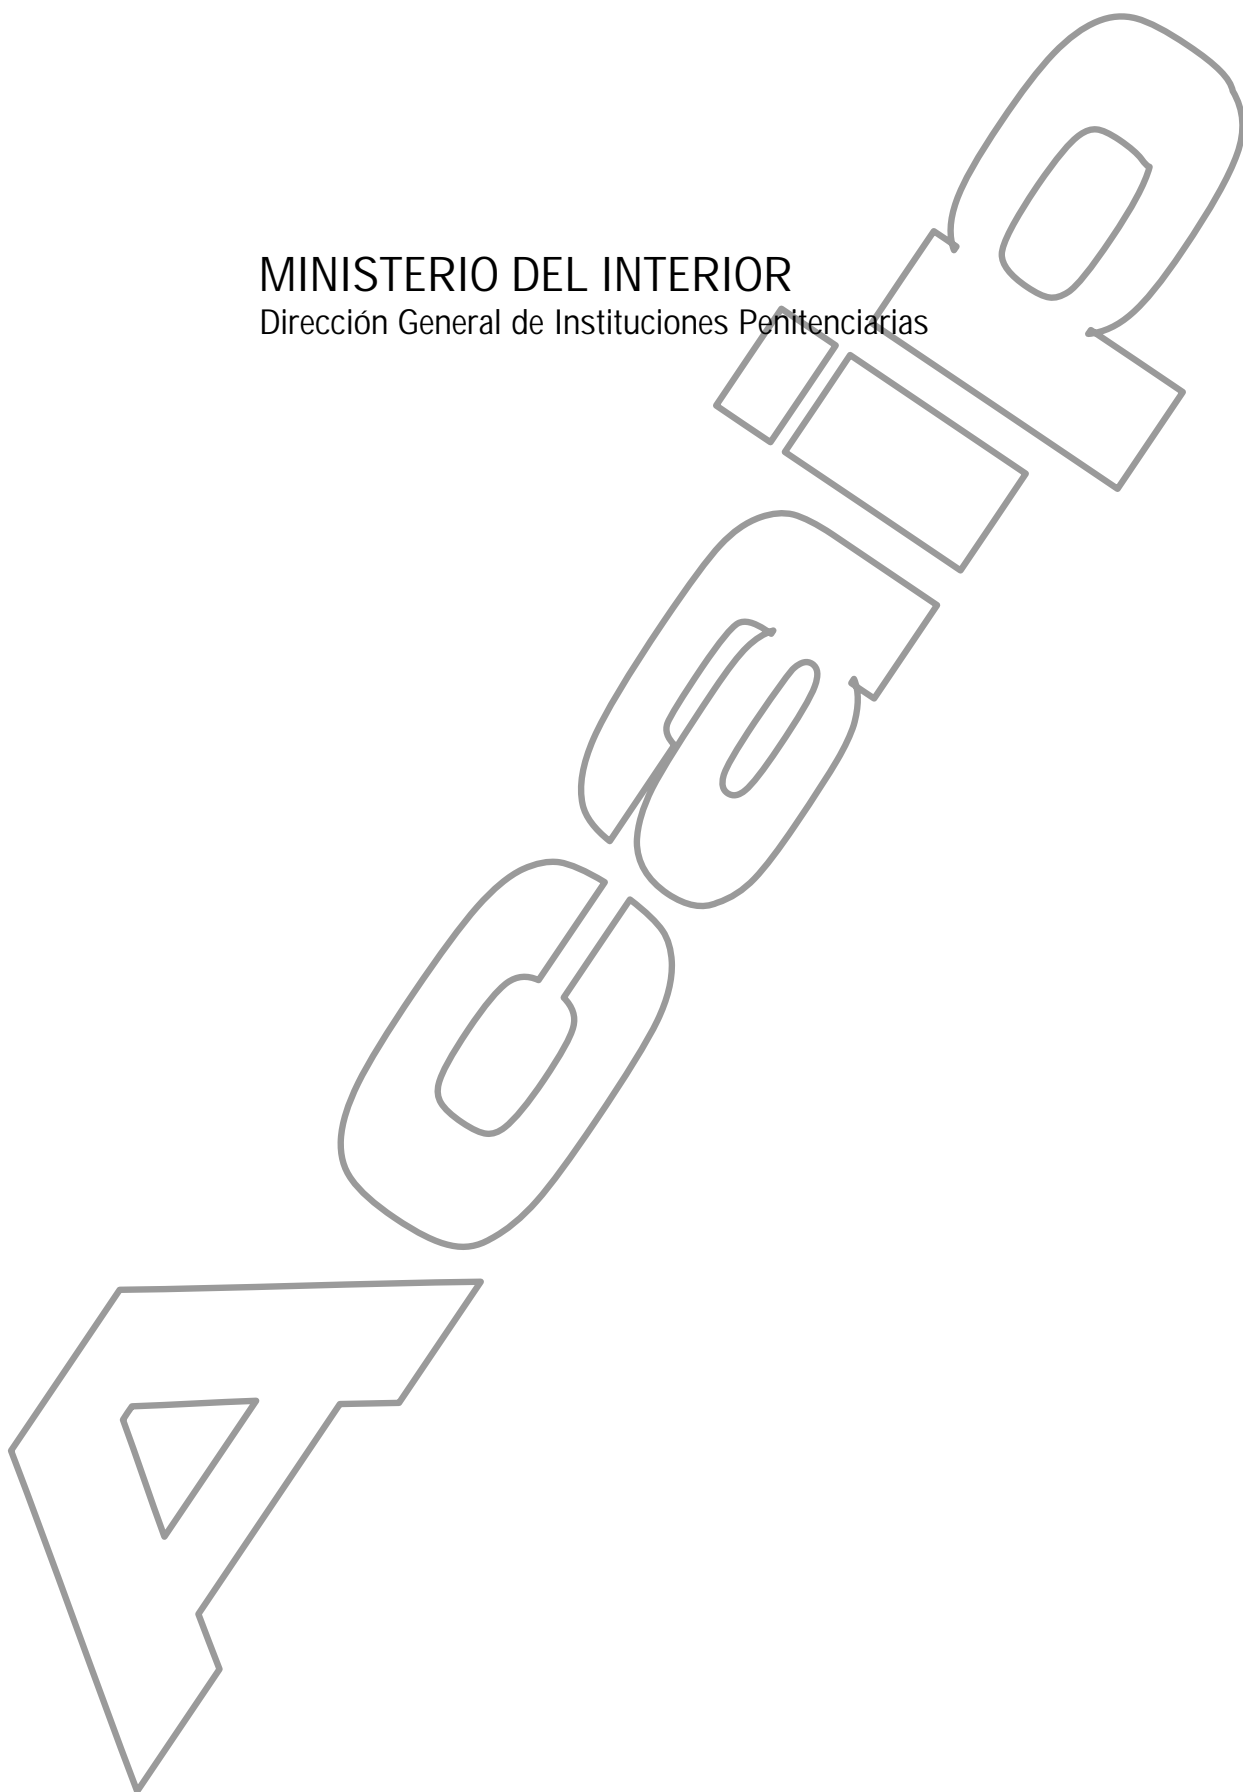 MINISTERIO DEL INTERIOR
Dirección General de Instituciones Penitenciarias
Acaip